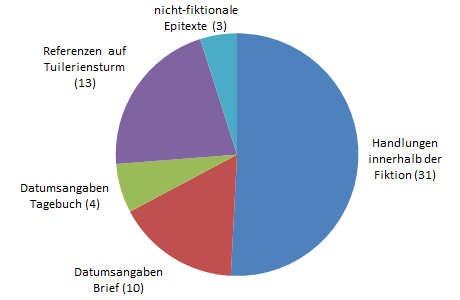 nicht-fiktionale
Epitexte (3)
Referenzen auf
Tuileriensturm
(13)
Handlungen
innerhalb der
Fiktion (31)
Datumsangaben
Tagebuch (4)
Datumsangaben
Brief (10)